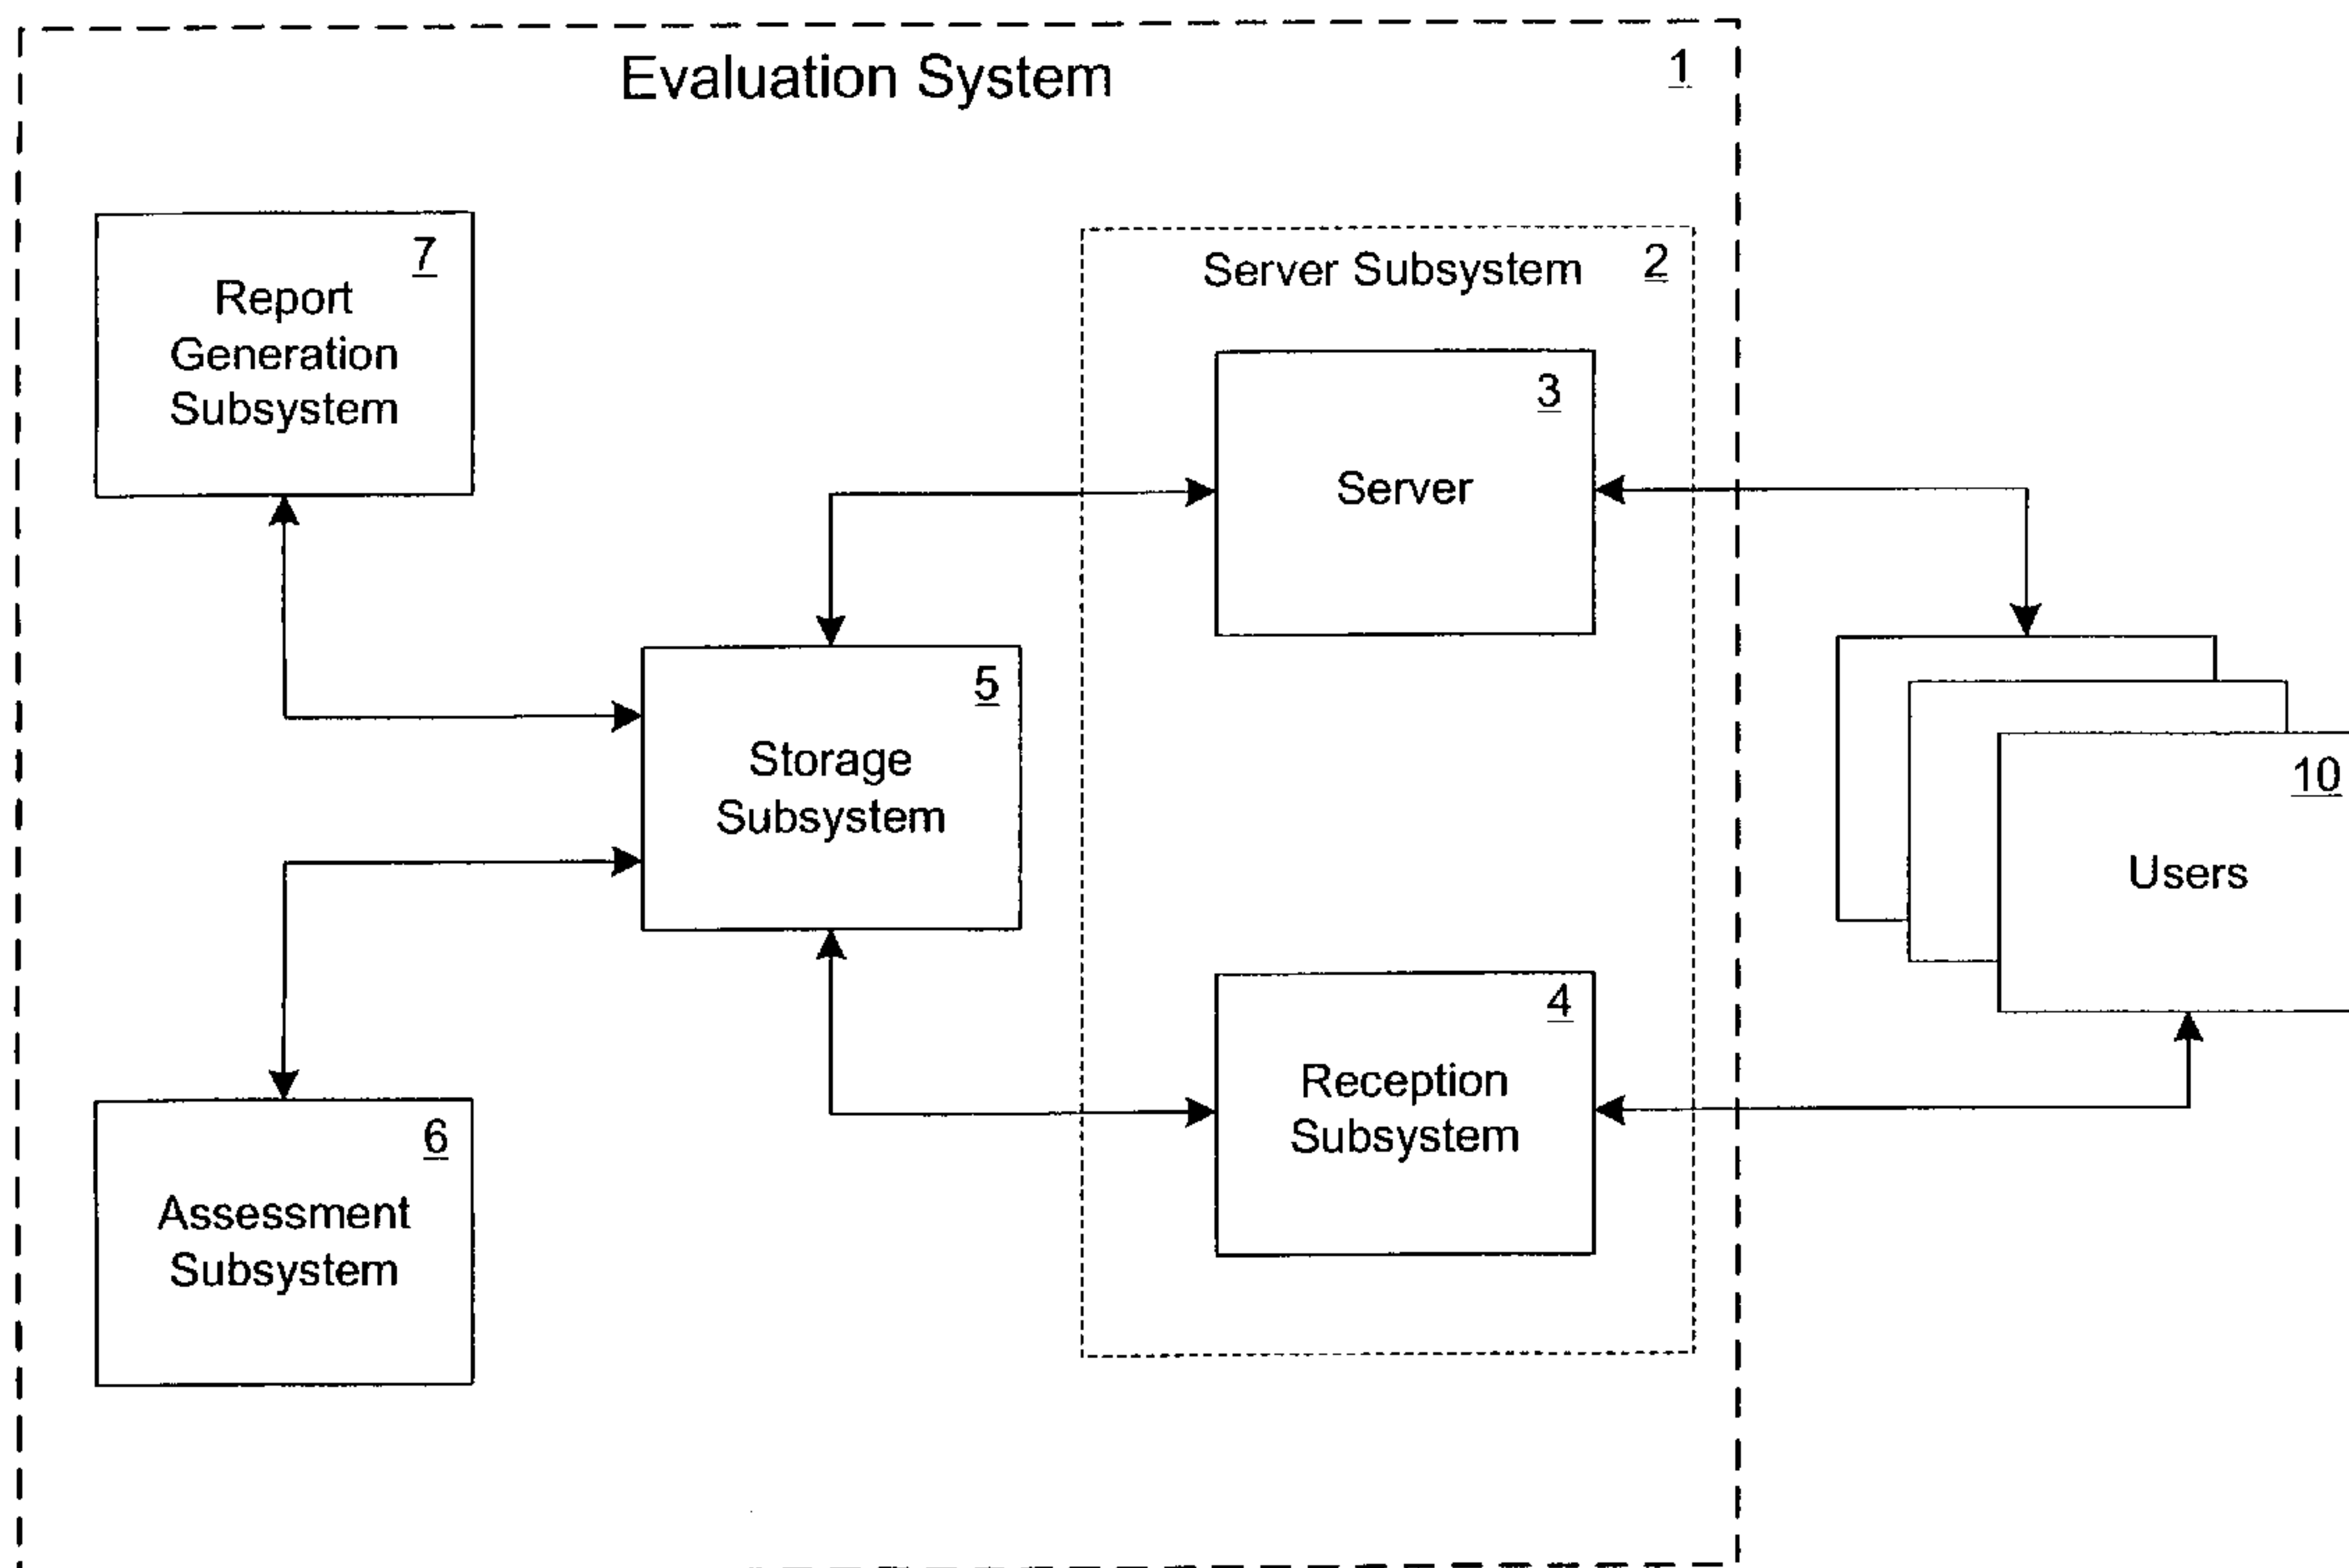 Evaluation System
1
7
Report
Generation
Subsystem
Server Subsystem
2
3
Server
5
Storage
Subsystem
10
Users
4
Reception
Subsystem
6
Assessment
Subsystem